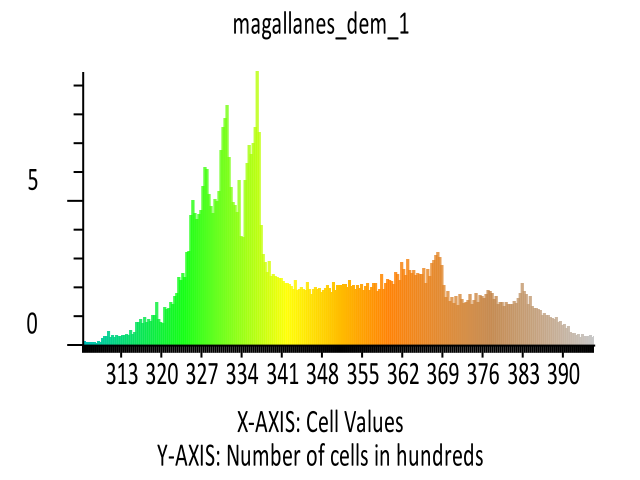 magallanes_dem_1
5
0
313 320 327 334 341 348 355 362 369 376 383 390
X-AXIS: Cell Values
Y-AXIS: Number of cells in hundreds